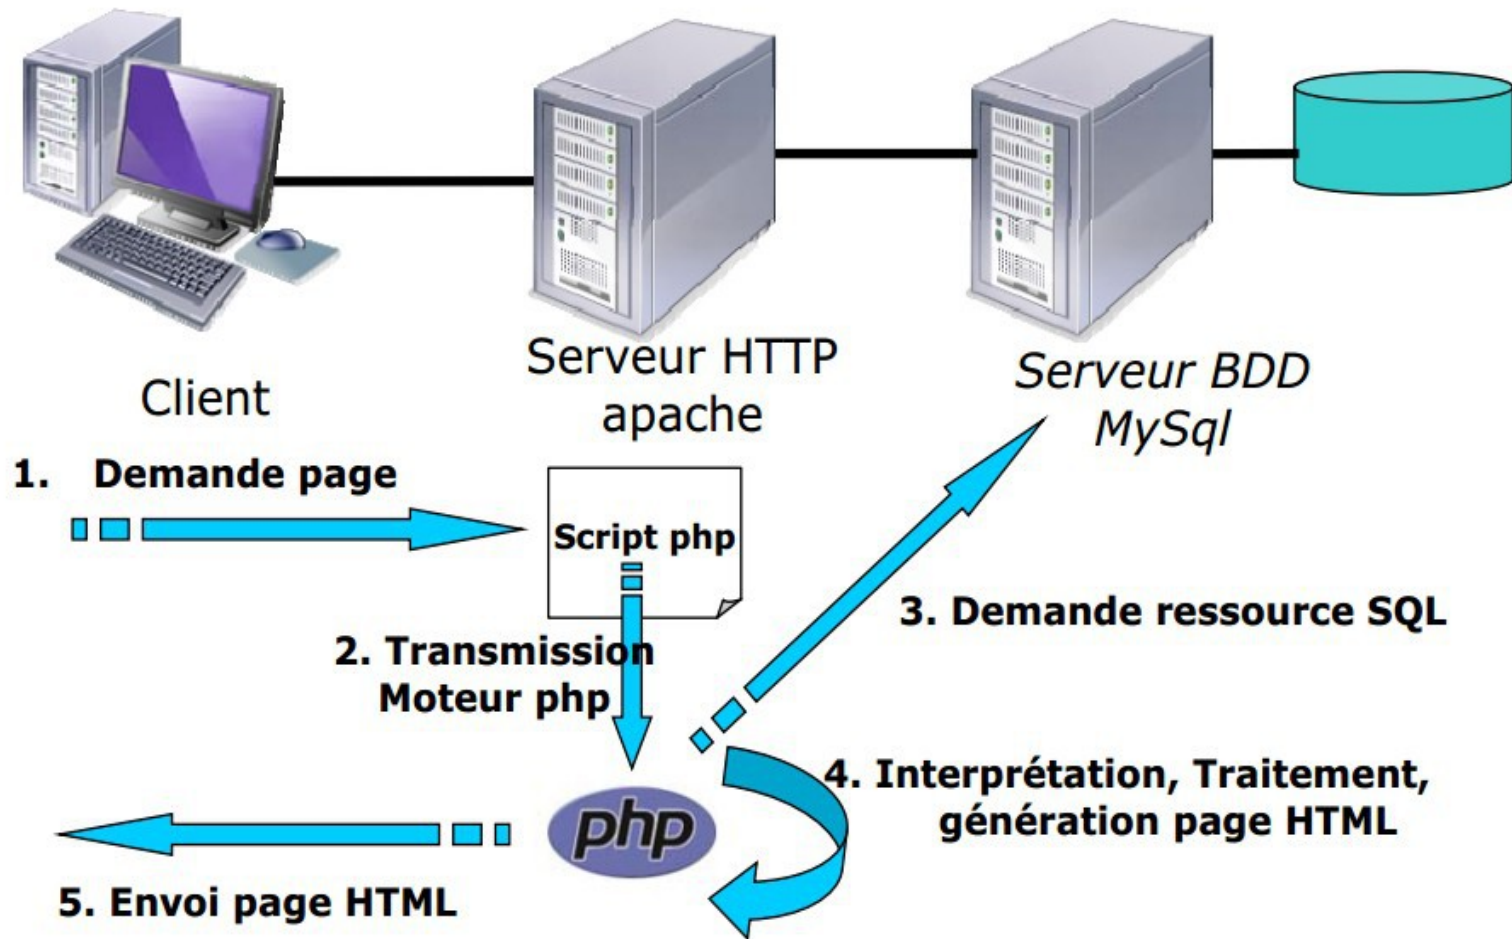 Client
Serveur HTTP
apache
Serveur BDD
MySql
1. Demande page
Script php
2. Transmission
Moteur php
3. Demande ressource SQL
php
4. Interprétation, Traitement,
génération page HTML
5. Envoi page HTML